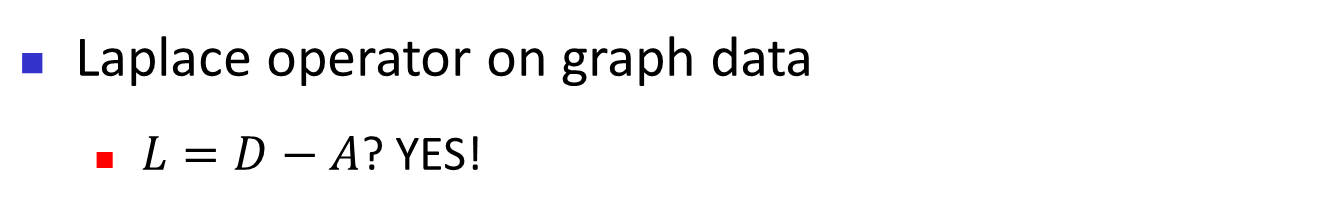 Laplace operator on graph data
L = D − A? YES!